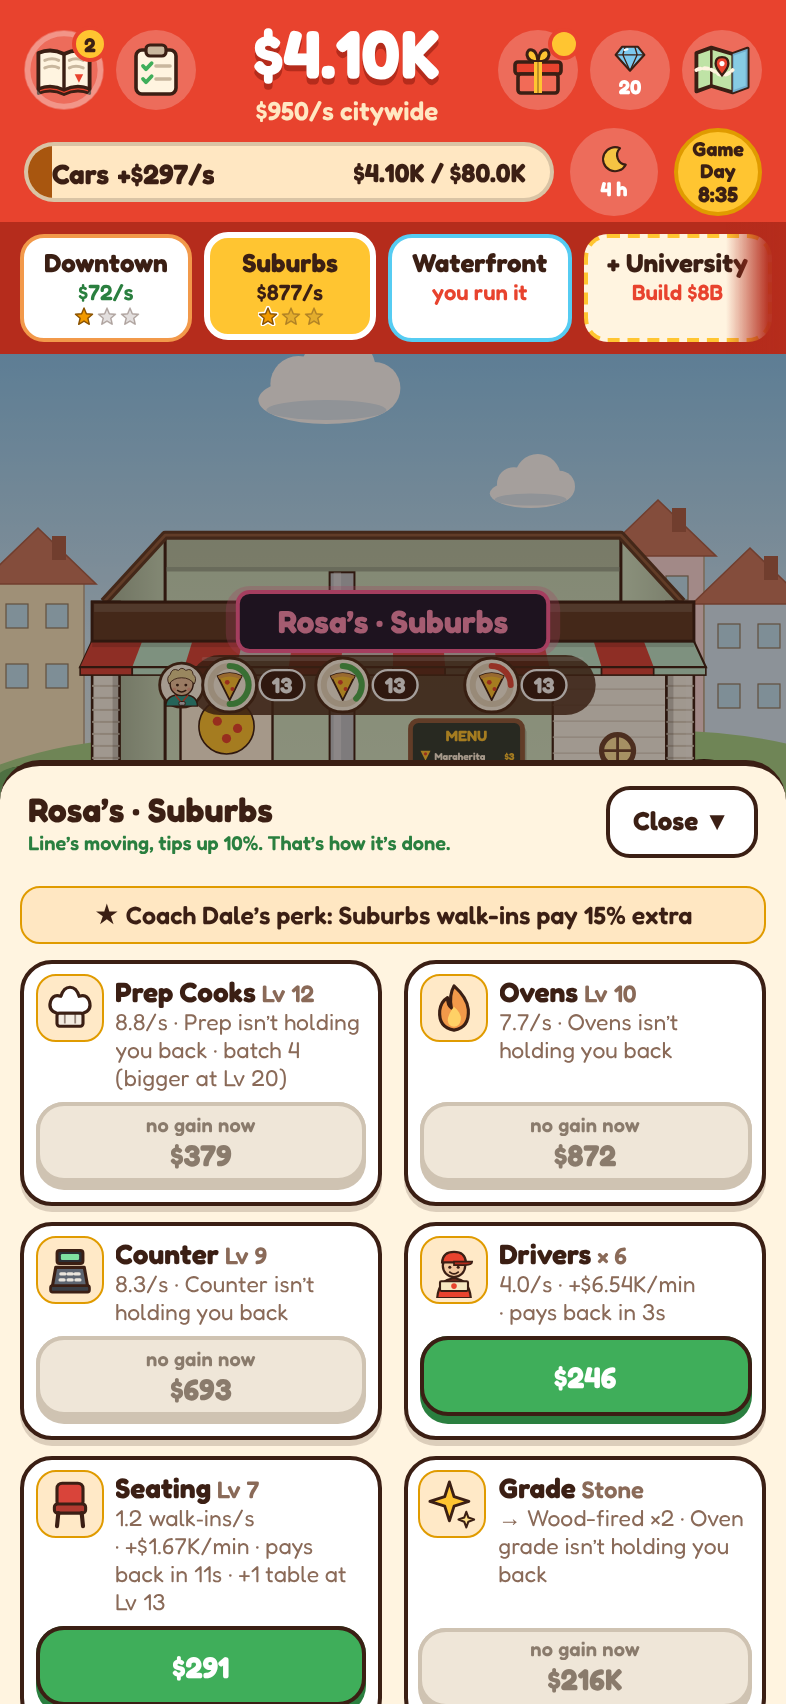 2
$4.10K
$950/s citywide
20
Cars +$297/s
$4.10K / $80.0K
4 h
Game
Day
8:35
Downtown
$72/s
Suburbs
$877/s
Waterfront
you run it
+ University
Build $8B
Rosa's · Suburbs
13
13
13
MENU
Margherita $3
Rosa's · Suburbs
Line's moving, tips up 10%. That's how it's done.
Close ▼
★ Coach Dale's perk: Suburbs walk-ins pay 15% extra
Prep Cooks Lv 12
8.8/s · Prep isn't holding
you back · batch 4
(bigger at Lv 20)
no gain now
$379
Ovens Lv 10
7.7/s · Ovens isn't
holding you back
no gain now
$872
Counter Lv 9
8.3/s · Counter isn't
holding you back
no gain now
$693
Drivers × 6
4.0/s · +$6.54K/min
· pays back in 3s
$246
Seating Lv 7
1.2 walk-ins/s
· +$1.67K/min · pays
back in 11s · +1 table at
Lv 13
$291
Grade Stone
→ Wood-fired ×2 · Oven
grade isn't holding you
back
no gain now
$216K